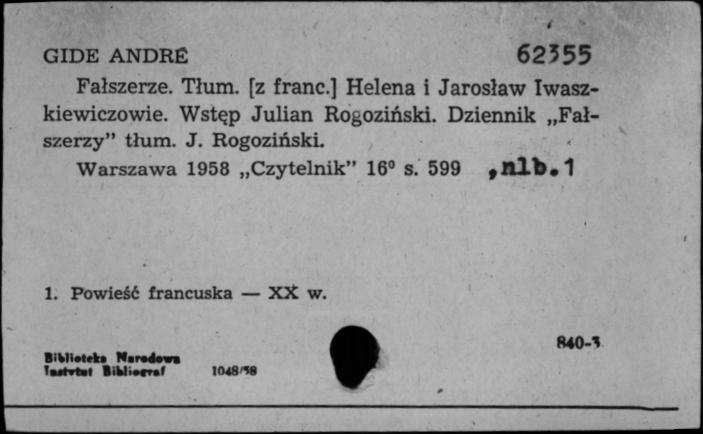 GIDE ANDRÉ 62355
Fałszerze. Tłum. [z franc.] Helena i Jarosław Iwasz-
kiewiczowie. Wstęp Julian Rogoziński. Dziennik „Fał-
szerzy” tłum. J. Rogoziński.
Warszawa 1958 „Czytelnik” 16⁰ s. 599 ,nlb.1
1. Powieść francuska — XX w.
840-3
Biblioteka Narodowa
Instytut Bibliograf 1048/58